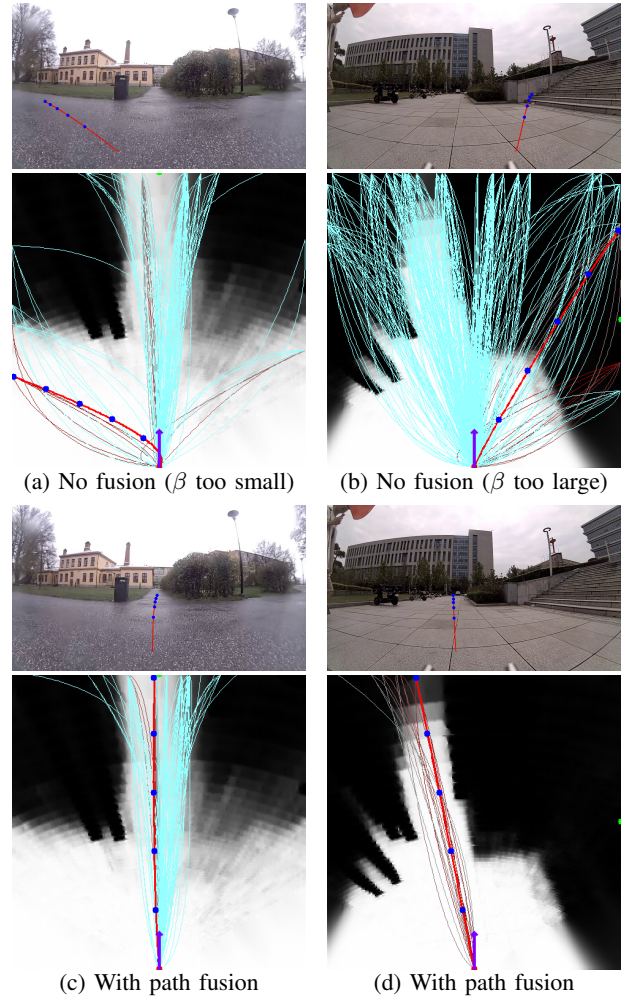 (a) No fusion (β too small)
(b) No fusion (β too large)
(c) With path fusion
(d) With path fusion